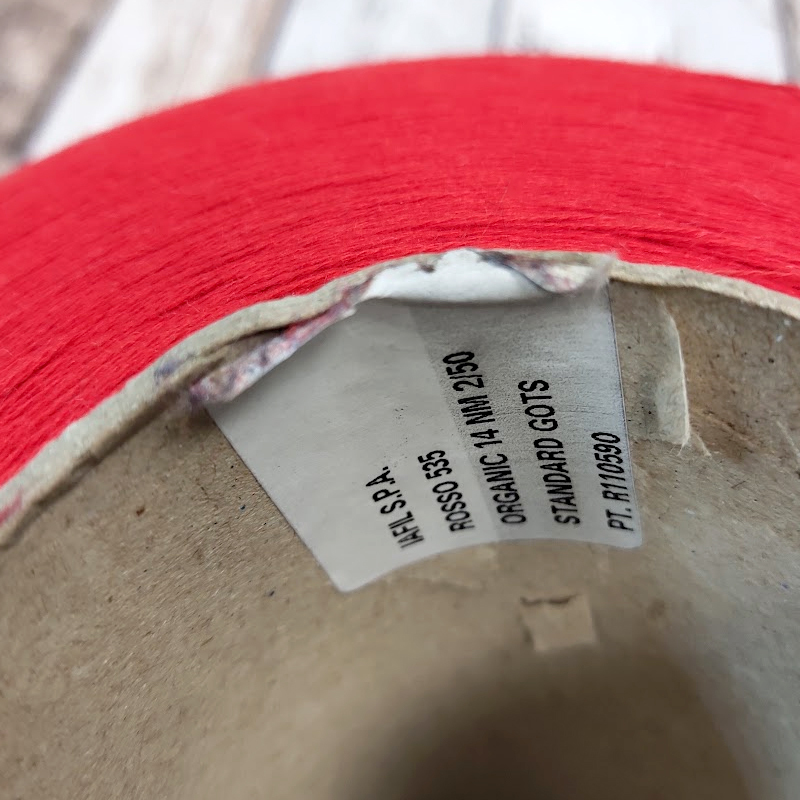 IAFIL S.P.A.
ROSSO 535
ORGANIC 14 NM 2/50
STANDARD GOTS
PT. R110590